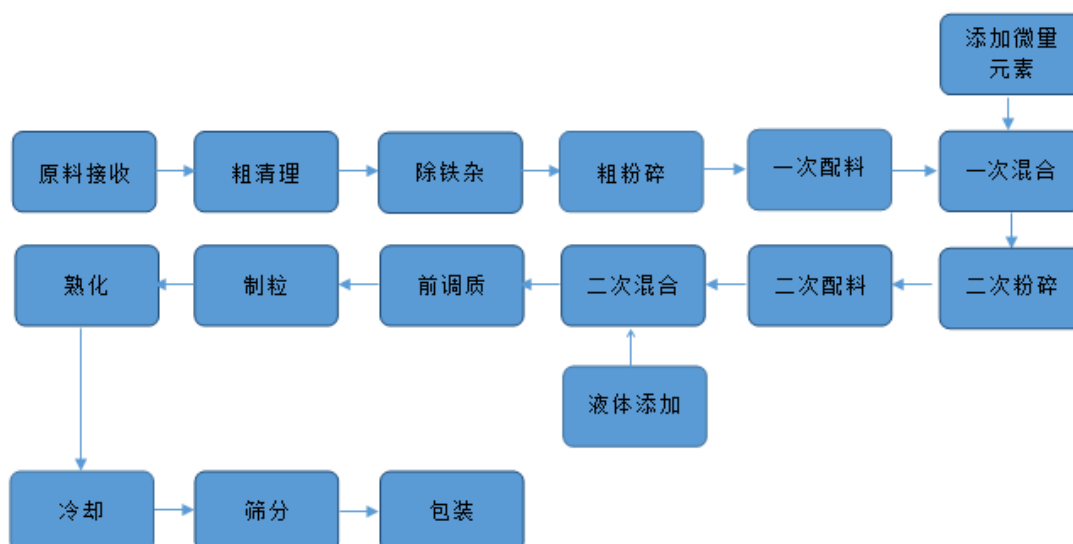 添加微量
元素
原料接收
粗清理
除铁杂
粗粉碎
一次配料
一次混合
熟化
制粒
前调质
二次混合
二次配料
二次粉碎
液体添加
冷却
筛分
包装